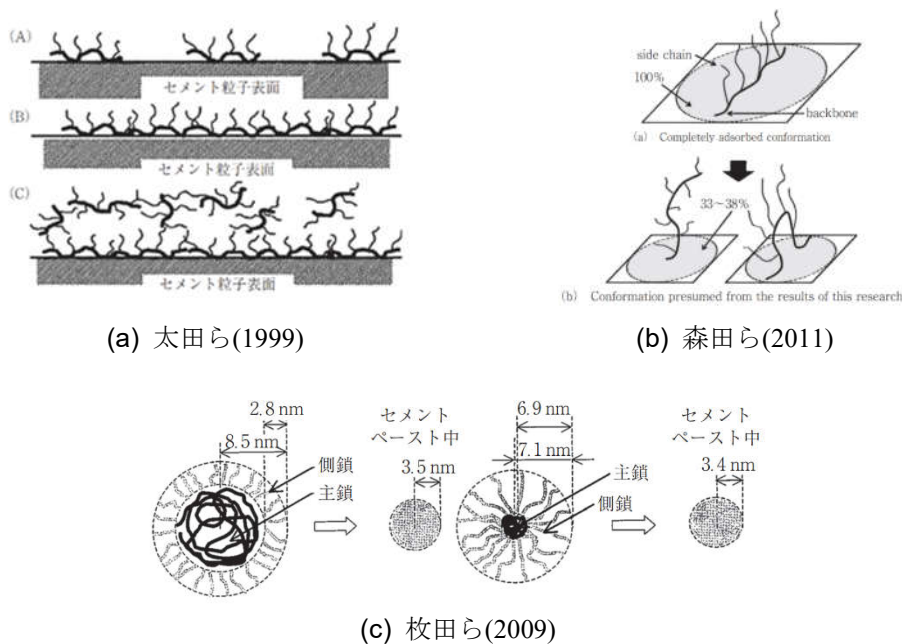 (A)
セメント粒子表面
(B)
セメント粒子表面
(C)
セメント粒子表面
(a) 太田ら(1999)
side chain
100%
backbone
(a) Completely adsorbed conformation
33~38%
(b) Conformation presumed from the results of this research
(b) 森田ら(2011)
2.8 nm
8.5 nm
側鎖
主鎖
セメント
ペースト中
3.5 nm
6.9 nm
7.1 nm
主鎖
側鎖
セメント
ペースト中
3.4 nm
(c) 枚田ら(2009)